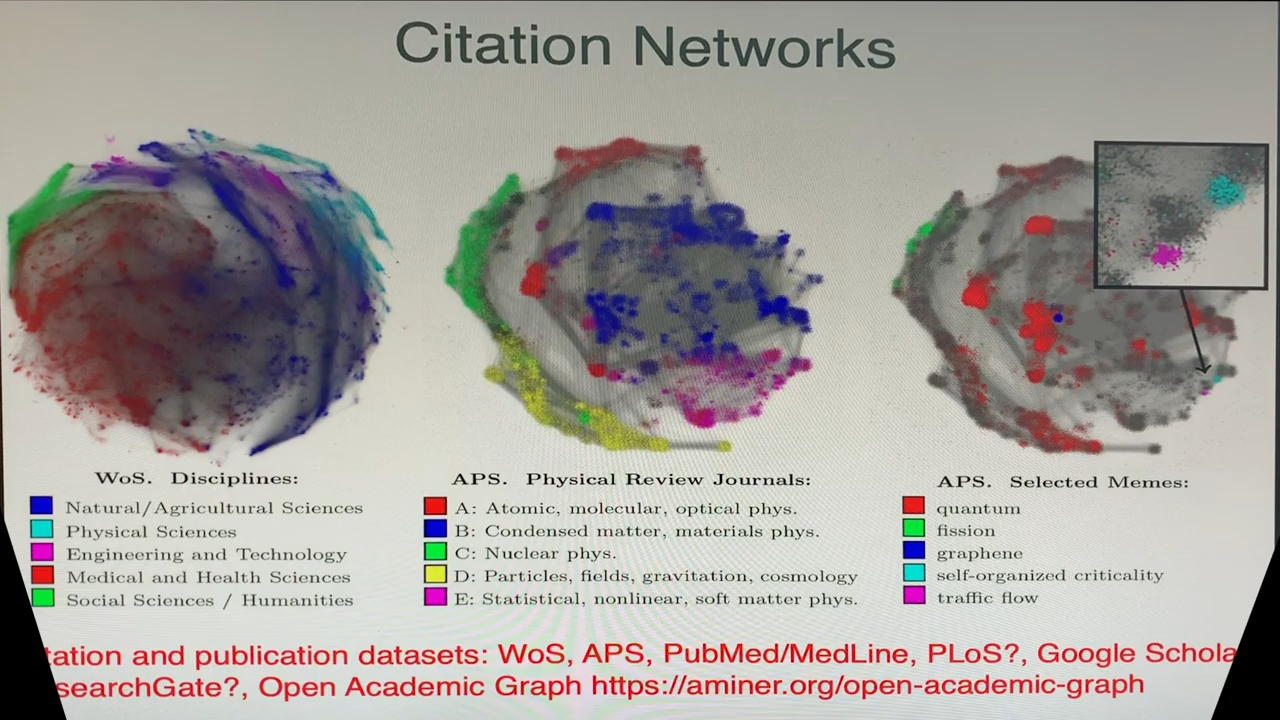 Citation Networks
WoS. Disciplines:
Natural/Agricultural Sciences
Physical Sciences
Engineering and Technology
Medical and Health Sciences
Social Sciences / Humanities
APS. Physical Review Journals:
A: Atomic, molecular, optical phys.
B: Condensed matter, materials phys.
C: Nuclear phys.
D: Particles, fields, gravitation, cosmology
E: Statistical, nonlinear, soft matter phys.
APS. Selected Memes:
quantum
fission
graphene
self-organized criticality
traffic flow
tation and publication datasets: WoS, APS, PubMed/MedLine, PLoS?, Google Schola
searchGate?, Open Academic Graph https://aminer.org/open-academic-graph